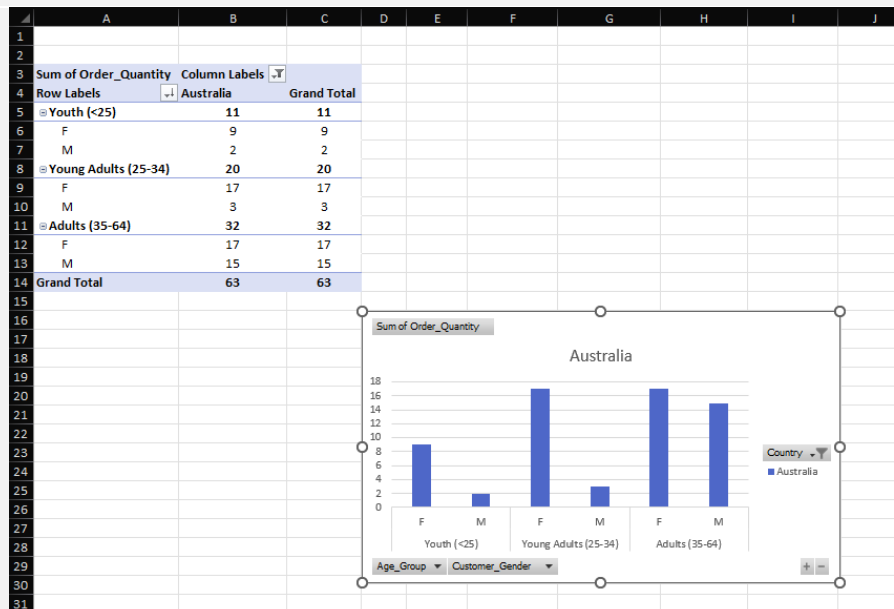 A B C D E F G H I J
1
2
3 Sum of Order_Quantity Column Labels
4 Row Labels Australia Grand Total
5 Youth (<25) 11 11
6 F 9 9
7 M 2 2
8 Young Adults (25-34) 20 20
9 F 17 17
10 M 3 3
11 Adults (35-64) 32 32
12 F 17 17
13 M 15 15
14 Grand Total 63 63
15
16
17
18
19
20
21
22
23
24
25
26
27
28
29
30
31
Sum of Order_Quantity
Australia
18
16
14
12
10
8
6
4
2
0
F M F M F M
Youth (<25) Young Adults (25-34) Adults (35-64)
Country
Australia
Age_Group Customer_Gender
+ −